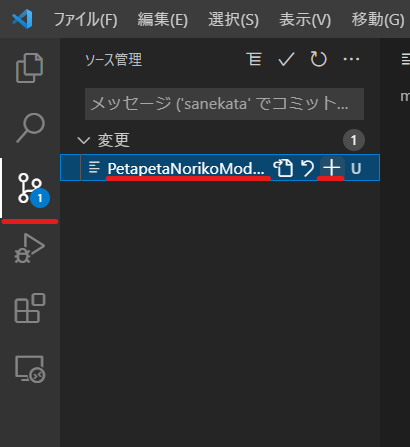 ファイル(F) 編集(E) 選択(S) 表示(V) 移動(G)
ソース管理
メッセージ ('sanekata' でコミット...
変更 1
PetapetaNorikoMod... U
1
m